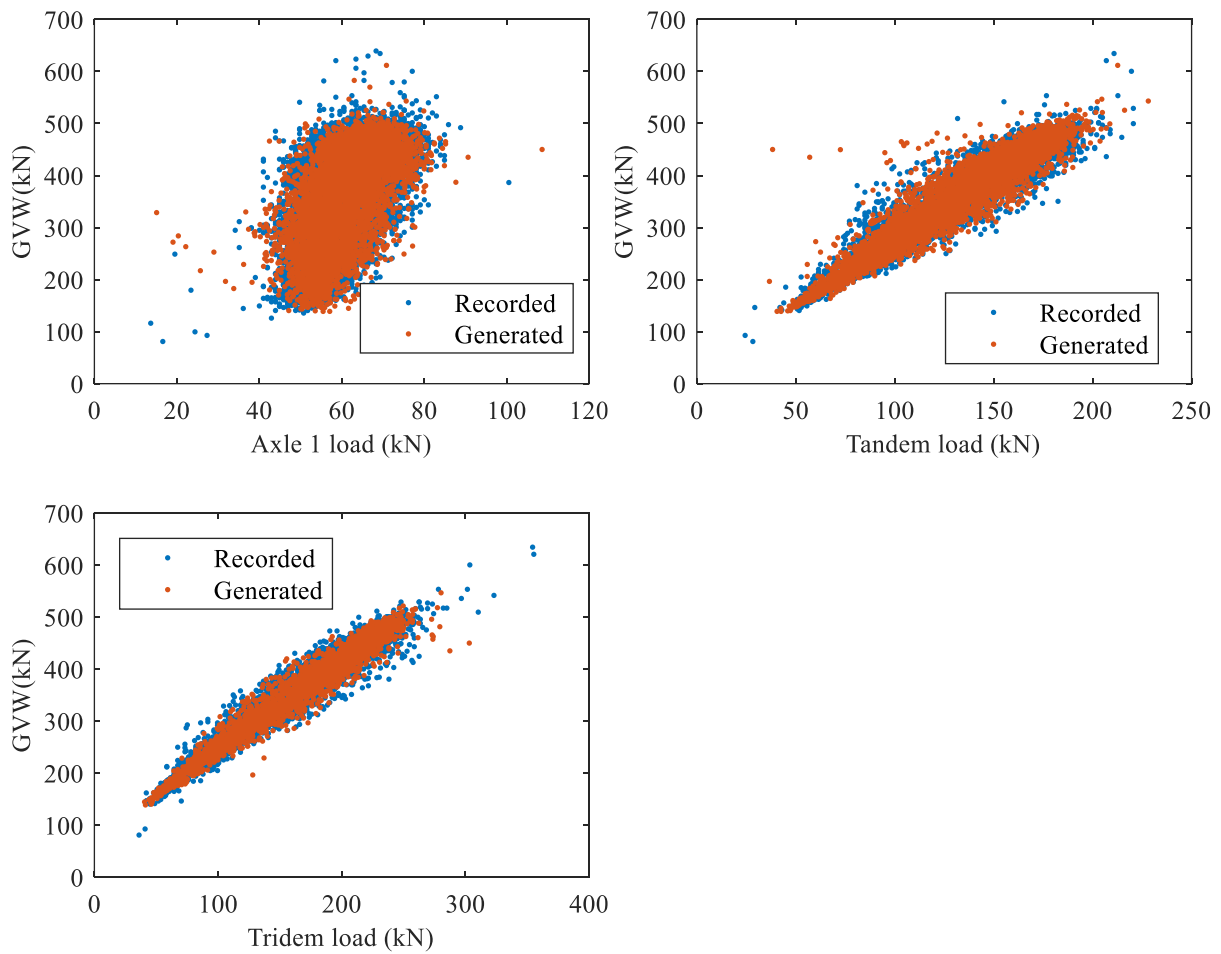 700
600
500
400
300
200
100
0
GVW(kN)
0 20 40 60 80 100 120
Axle 1 load (kN)
Recorded
Generated
700
600
500
400
300
200
100
0
GVW(kN)
0 50 100 150 200 250
Tandem load (kN)
Recorded
Generated
700
600
500
400
300
200
100
0
GVW(kN)
0 100 200 300 400
Tridem load (kN)
Recorded
Generated